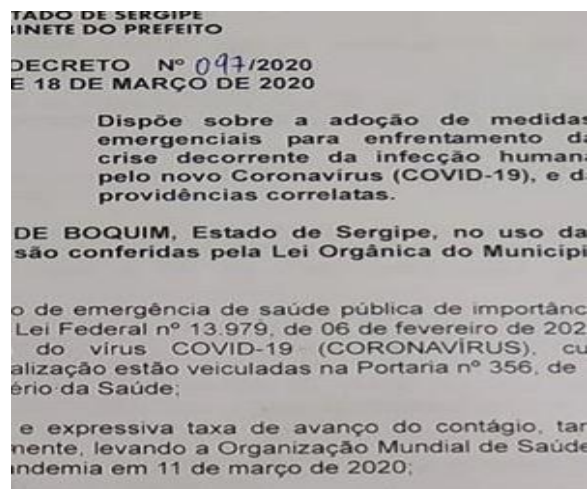 TADO DE SERGIPE
INETE DO PREFEITO
DECRETO Nº 097/2020
E 18 DE MARÇO DE 2020
Dispõe sobre a adoção de medidas
emergenciais para enfrentamento da
crise decorrente da infecção humana
pelo novo Coronavírus (COVID-19), e d
providências correlatas.
DE BOQUIM, Estado de Sergipe, no uso da
são conferidas pela Lei Orgânica do Municípi
o de emergência de saúde pública de importânc
Lei Federal nº 13.979, de 06 de fevereiro de 202
do vírus COVID-19 (CORONAVÍRUS), cu
alização estão veiculadas na Portaria nº 356, de
ério da Saúde;
e expressiva taxa de avanço do contágio, tan
mente, levando a Organização Mundial de Saúde
andemia em 11 de março de 2020;